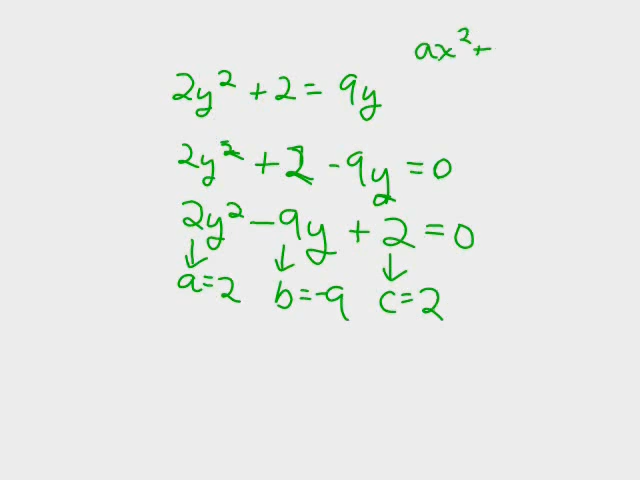 ax² +
2y² + 2 = 9y
2y² + 2 - 9y = 0
2y² - 9y + 2 = 0
↓ ↓ ↓
a = 2 b = -9 c = 2